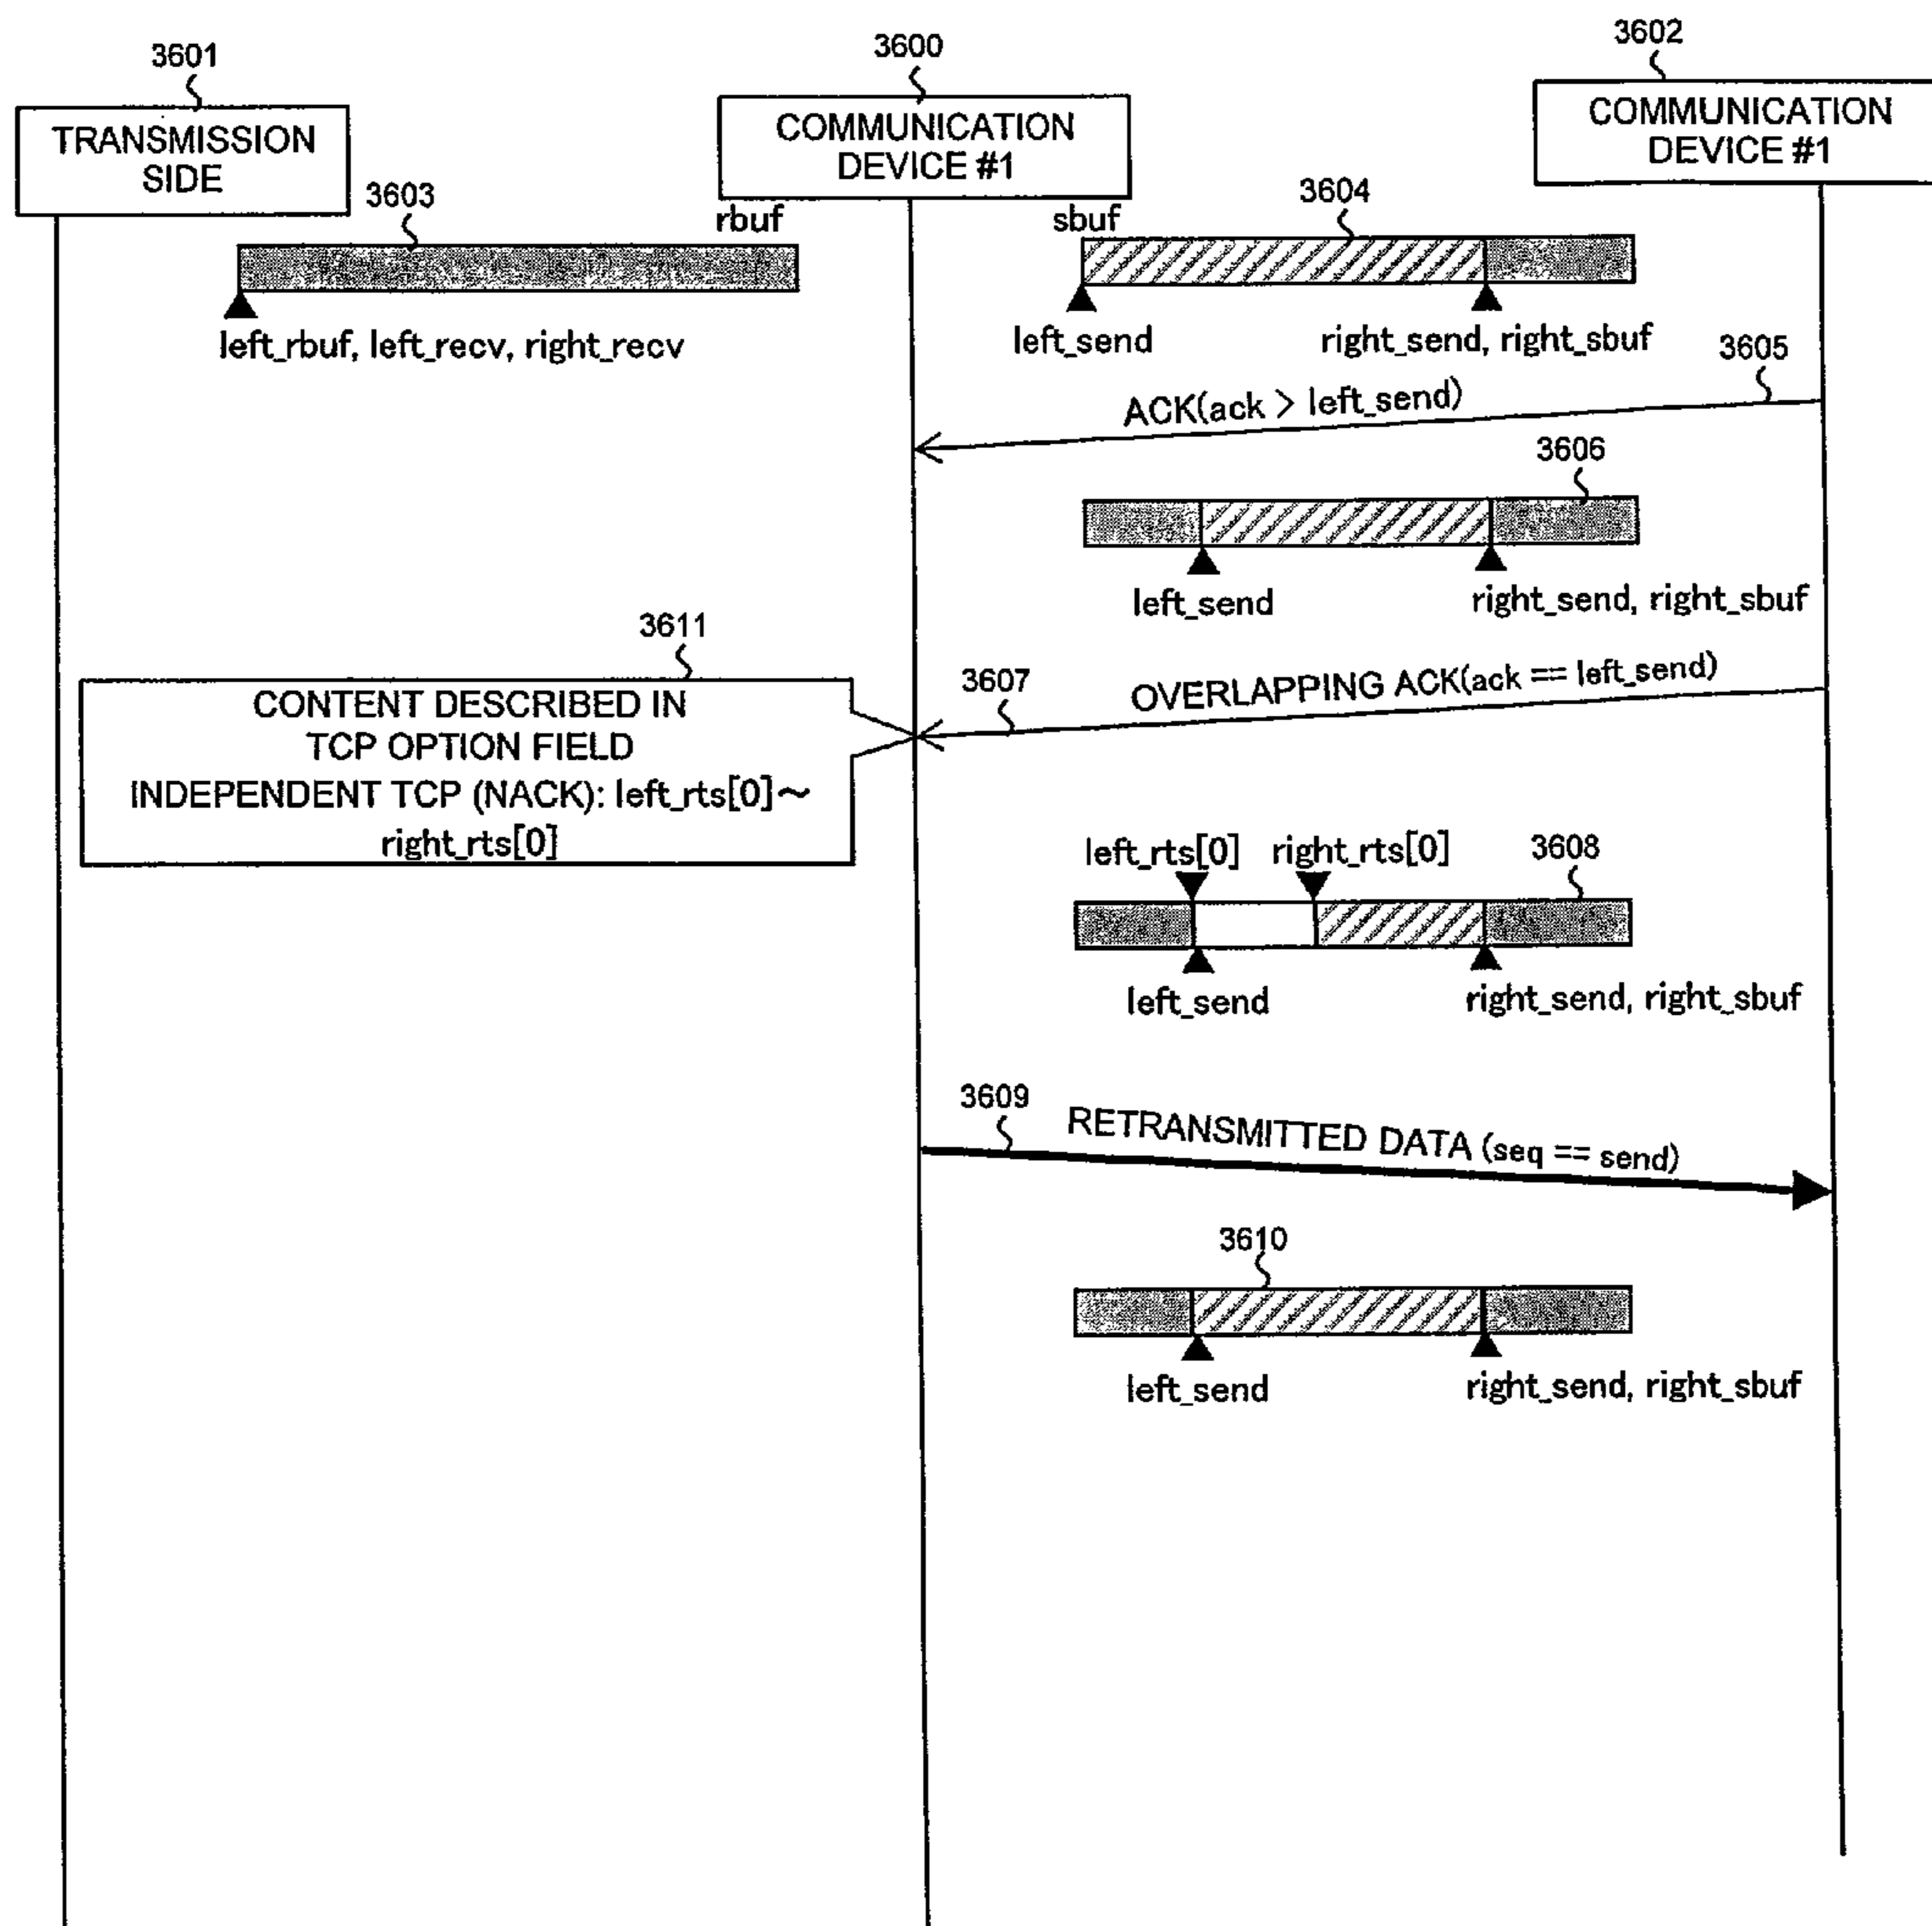 3601
3600
3602
TRANSMISSION
SIDE
COMMUNICATION
DEVICE #1
COMMUNICATION
DEVICE #1
3603
rbuf
sbuf
3604
left_rbuf, left_recv, right_recv
left_send
right_send, right_sbuf
3605
ACK(ack > left_send)
3606
left_send
right_send, right_sbuf
3611
CONTENT DESCRIBED IN
TCP OPTION FIELD
INDEPENDENT TCP (NACK): left_rts[0]~
right_rts[0]
3607
OVERLAPPING ACK(ack == left_send)
left_rts[0]
right_rts[0]
3608
left_send
right_send, right_sbuf
3609
RETRANSMITTED DATA (seq == send)
3610
left_send
right_send, right_sbuf